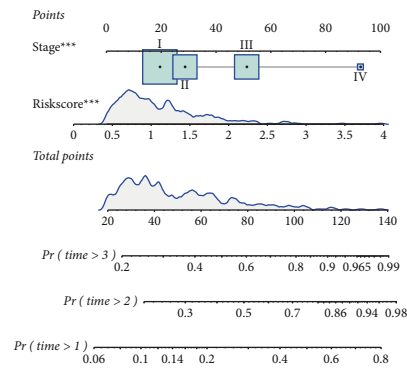 Points
0 20 40 60 80 100
I
III
Stage***
II
IV
Riskscore***
0 0.5 1 1.5 2 2.5 3 3.5 4
Total points
20 40 60 80 100 120 140
Pr ( time > 3 )
0.2 0.4 0.6 0.8 0.9 0.965 0.99
Pr ( time > 2 )
0.3 0.5 0.7 0.86 0.94 0.98
Pr ( time > 1 )
0.06 0.1 0.14 0.2 0.4 0.6 0.8